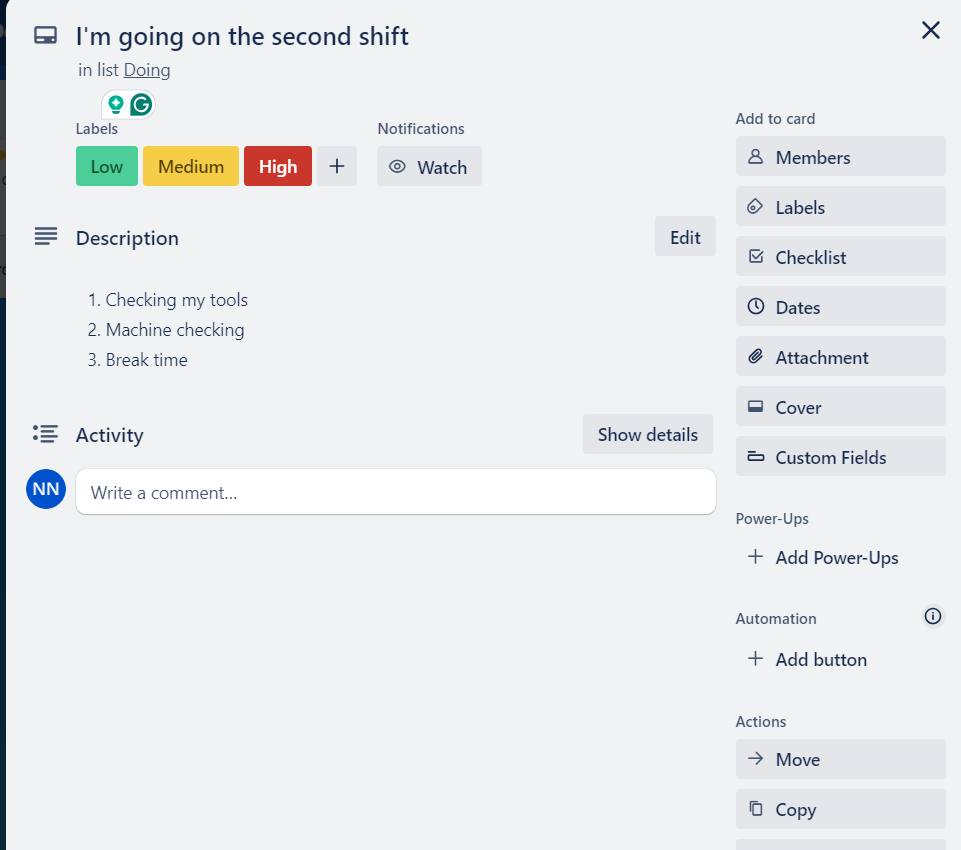 I'm going on the second shift
in list Doing
Labels
Low Medium High +
Notifications
Watch
Description
Edit
1. Checking my tools
2. Machine checking
3. Break time
Activity
Show details
NN
Write a comment...
Add to card
Members
Labels
Checklist
Dates
Attachment
Cover
Custom Fields
Power-Ups
+ Add Power-Ups
Automation
+ Add button
Actions
Move
Copy